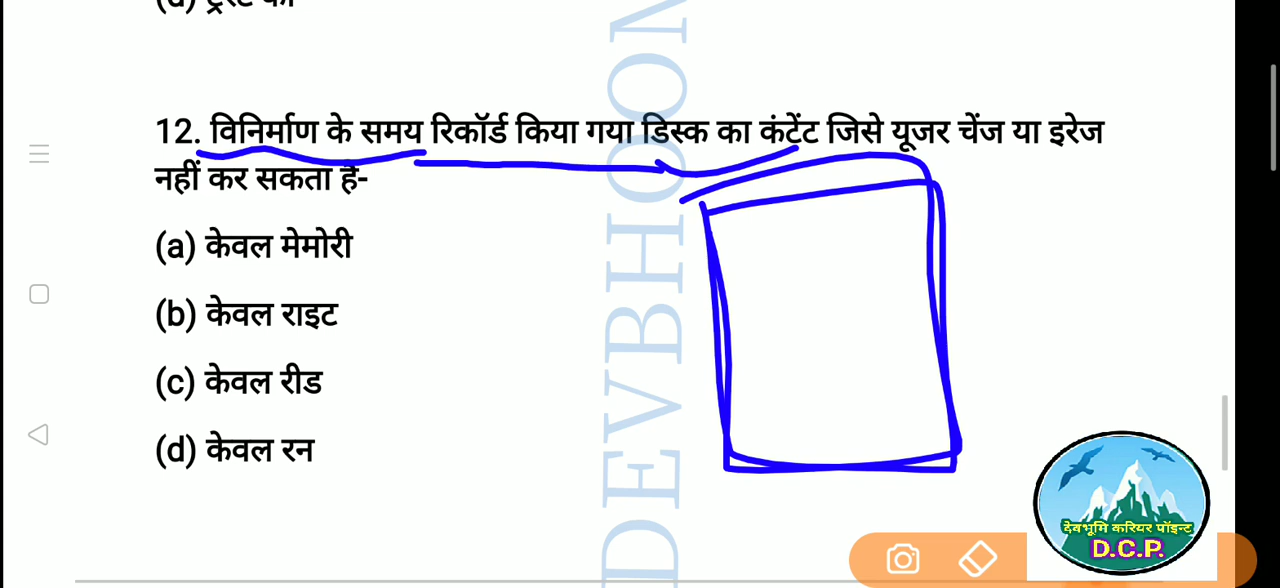 12. विनिर्माण के समय रिकॉर्ड किया गया डिस्क का कंटेंट जिसे यूजर चेंज या इरेज
नहीं कर सकता है-
(a) केवल मेमोरी
(b) केवल राइट
(c) केवल रीड
(d) केवल रन
DEVBHOOM
देवभूमि करियर पॉइन्ट
D.C.P.